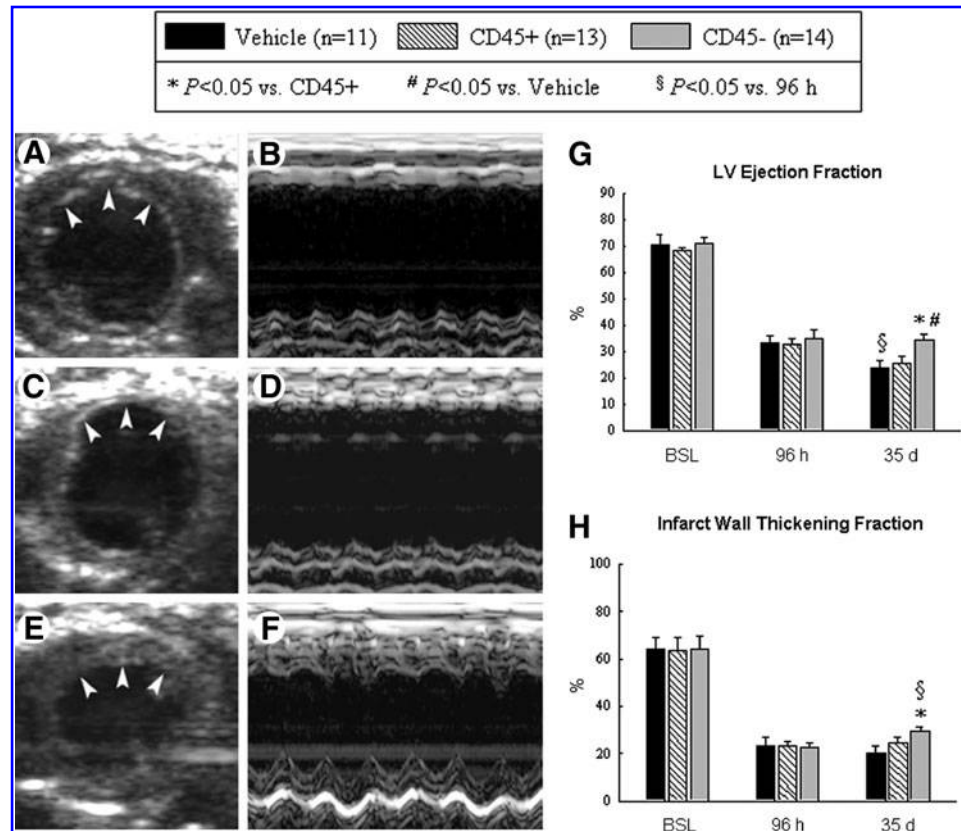 Vehicle (n=11) CD45+ (n=13) CD45- (n=14)
* P<0.05 vs. CD45+ # P<0.05 vs. Vehicle § P<0.05 vs. 96 h
A
B
C
D
E
F
G
LV Ejection Fraction
90
80
70
60
50
40
30
20
10
0
%
§
* #
BSL 96 h 35 d
H
Infarct Wall Thickening Fraction
100
80
60
40
20
0
%
§
*
BSL 96 h 35 d